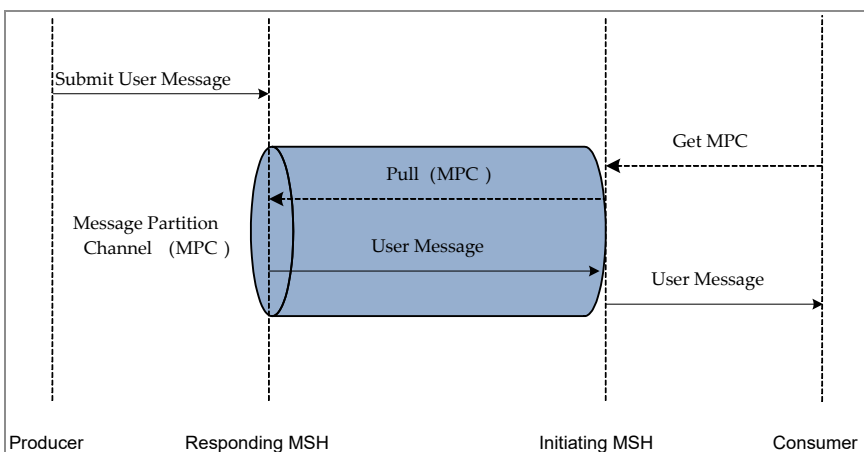 Submit User Message
Get MPC
Pull (MPC )
Message Partition
Channel (MPC )
User Message
User Message
Producer
Responding MSH
Initiating MSH
Consumer